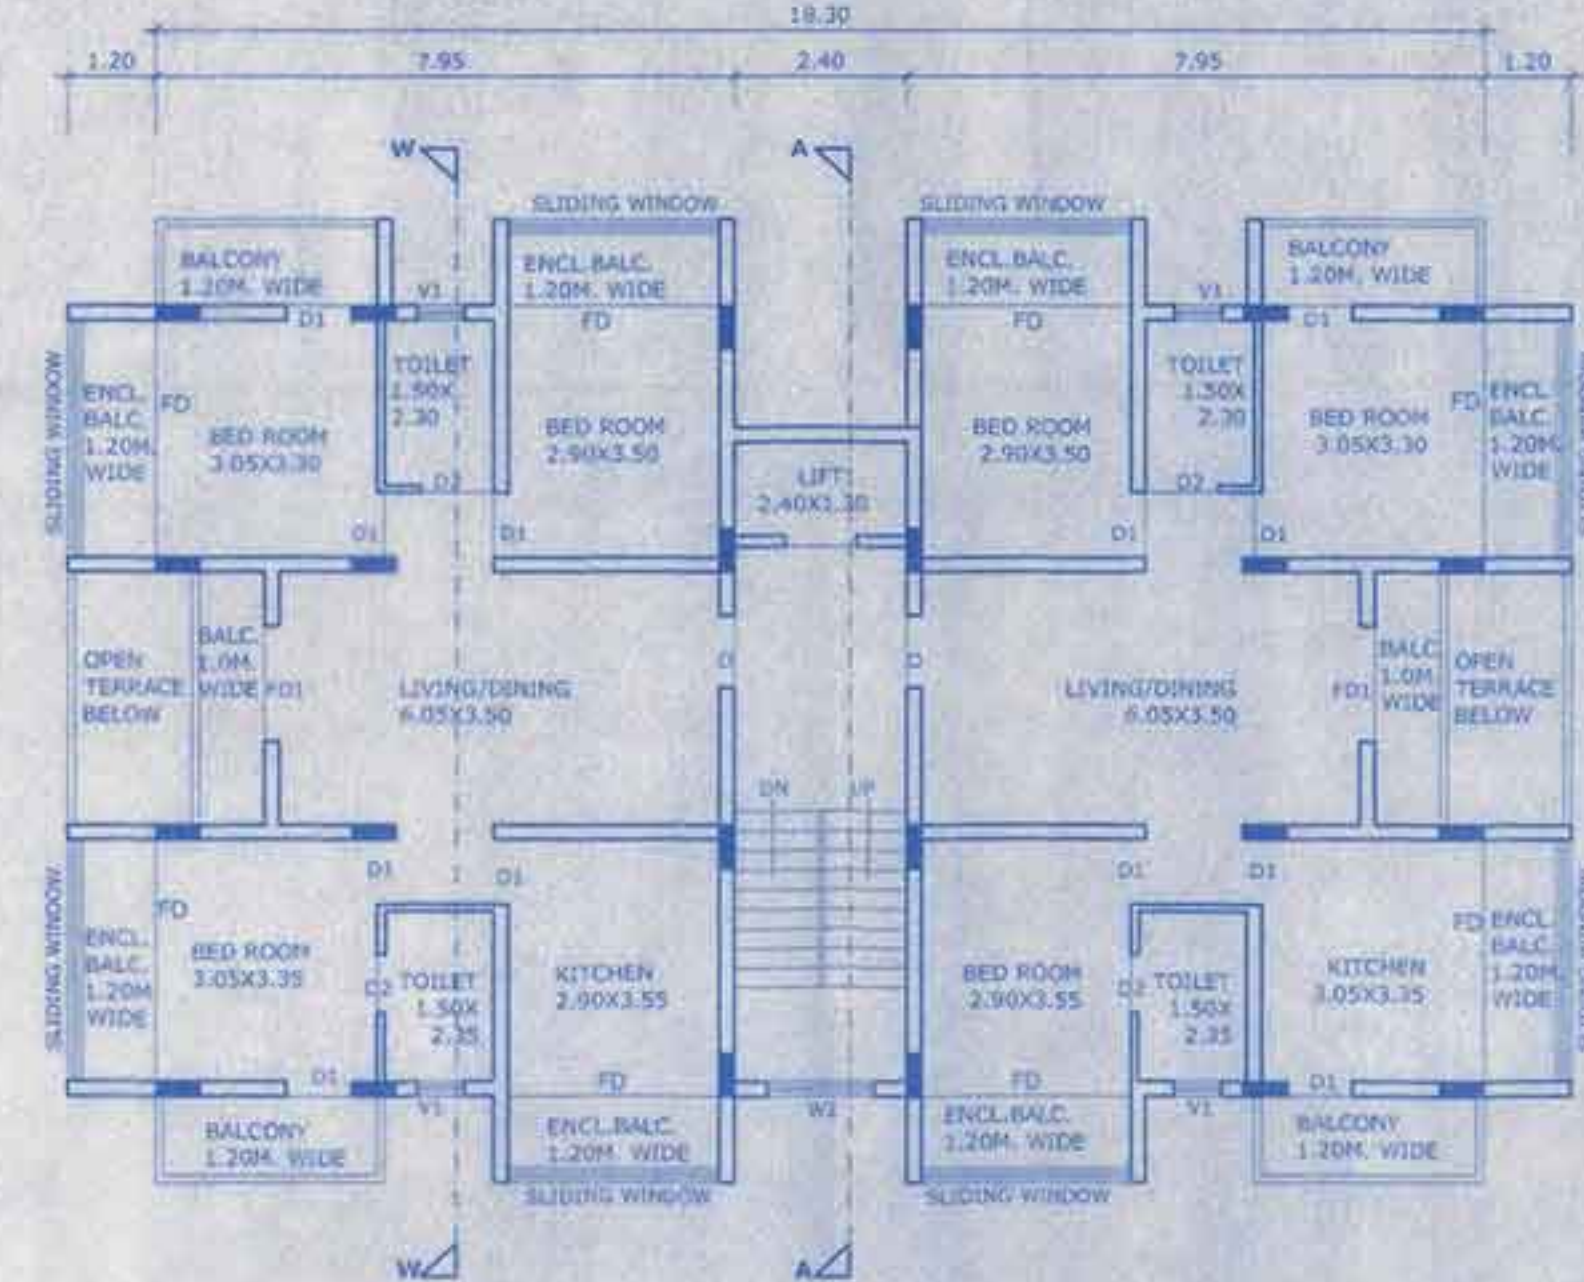 18.30
1.20 7.95 2.40 7.95 1.20
W A
SLIDING WINDOW SLIDING WINDOW
BALCONY
1.20M. WIDE
V1
ENCL.BALC.
1.20M. WIDE
FD
ENCL.BALC.
1.20M. WIDE
FD
V1
BALCONY
1.20M. WIDE
D1
D1
SLIDING WINDOW
ENCL.
BALC.
1.20M.
WIDE
FD
BED ROOM
3.05X3.30
TOILET
1.50X
2.30
D2
BED ROOM
2.90X3.50
LIFT
BED ROOM
2.90X3.50
TOILET
1.50X
2.30
D2
BED ROOM
3.05X3.30
FD
ENCL.
BALC.
1.20M.
WIDE
D1 D1 D1 D1
OPEN
TERRACE
BELOW
BALC.
1.0M.
WIDE
FD1
LIVING/DINING
6.05X3.50
D D
LIVING/DINING
6.05X3.50
FD1
BALC.
1.0M.
WIDE
OPEN
TERRACE
BELOW
DN UP
D1 D1 D1 D1
SLIDING WINDOW
ENCL.
BALC.
1.20M
WIDE
FD
BED ROOM
3.05X3.35
D2
TOILET
1.50X
2.35
KITCHEN
2.90X3.55
BED ROOM
2.90X3.55
D2
TOILET
1.50X
2.35
KITCHEN
3.05X3.35
FD
ENCL.
BALC.
1.20M.
WIDE
D1 FD FD D1
V1 V1
BALCONY
1.20M. WIDE
ENCL.BALC.
1.20M. WIDE
ENCL.BALC.
1.20M. WIDE
BALCONY
1.20M. WIDE
SLIDING WINDOW SLIDING WINDOW
W A